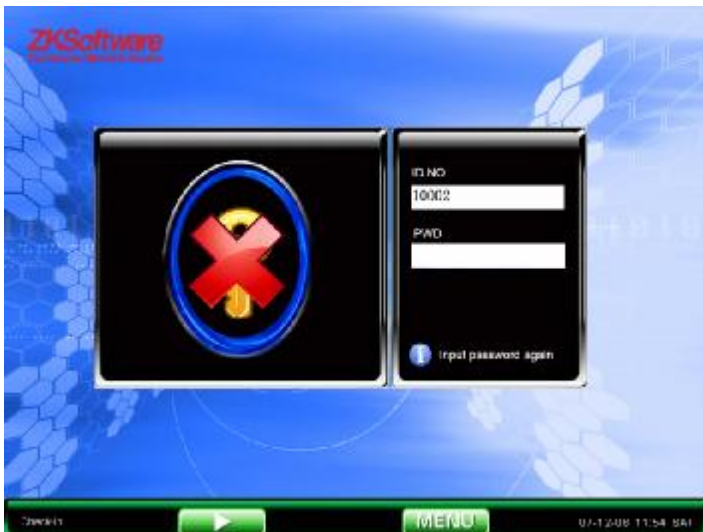 ZKSoftware
ID.NO
10002
PWD
Input password again
Check-In
MENU
07-12-08 11:54 SAT